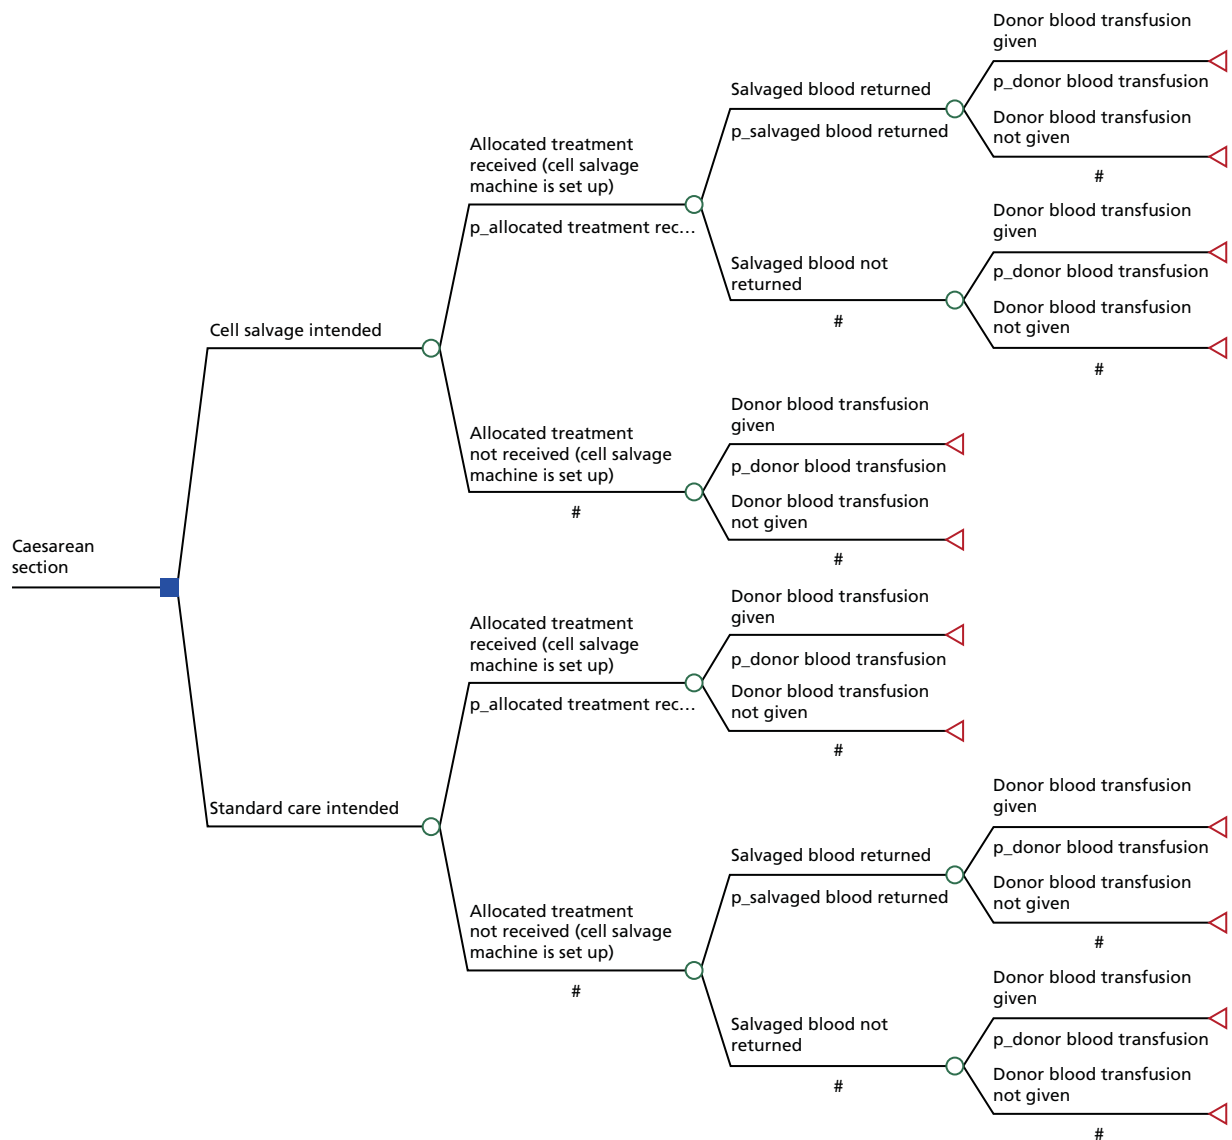 Caesarean
section
Cell salvage intended
Allocated treatment
received (cell salvage
machine is set up)
p_allocated treatment rec...
Salvaged blood returned
p_salvaged blood returned
Donor blood transfusion
given
p_donor blood transfusion
Donor blood transfusion
not given
#
Salvaged blood not
returned
#
Donor blood transfusion
given
p_donor blood transfusion
Donor blood transfusion
not given
#
Allocated treatment
not received (cell salvage
machine is set up)
#
Donor blood transfusion
given
p_donor blood transfusion
Donor blood transfusion
not given
#
Standard care intended
Allocated treatment
received (cell salvage
machine is set up)
p_allocated treatment rec...
Donor blood transfusion
given
p_donor blood transfusion
Donor blood transfusion
not given
#
Allocated treatment
not received (cell salvage
machine is set up)
#
Salvaged blood returned
p_salvaged blood returned
Donor blood transfusion
given
p_donor blood transfusion
Donor blood transfusion
not given
#
Salvaged blood not
returned
#
Donor blood transfusion
given
p_donor blood transfusion
Donor blood transfusion
not given
#